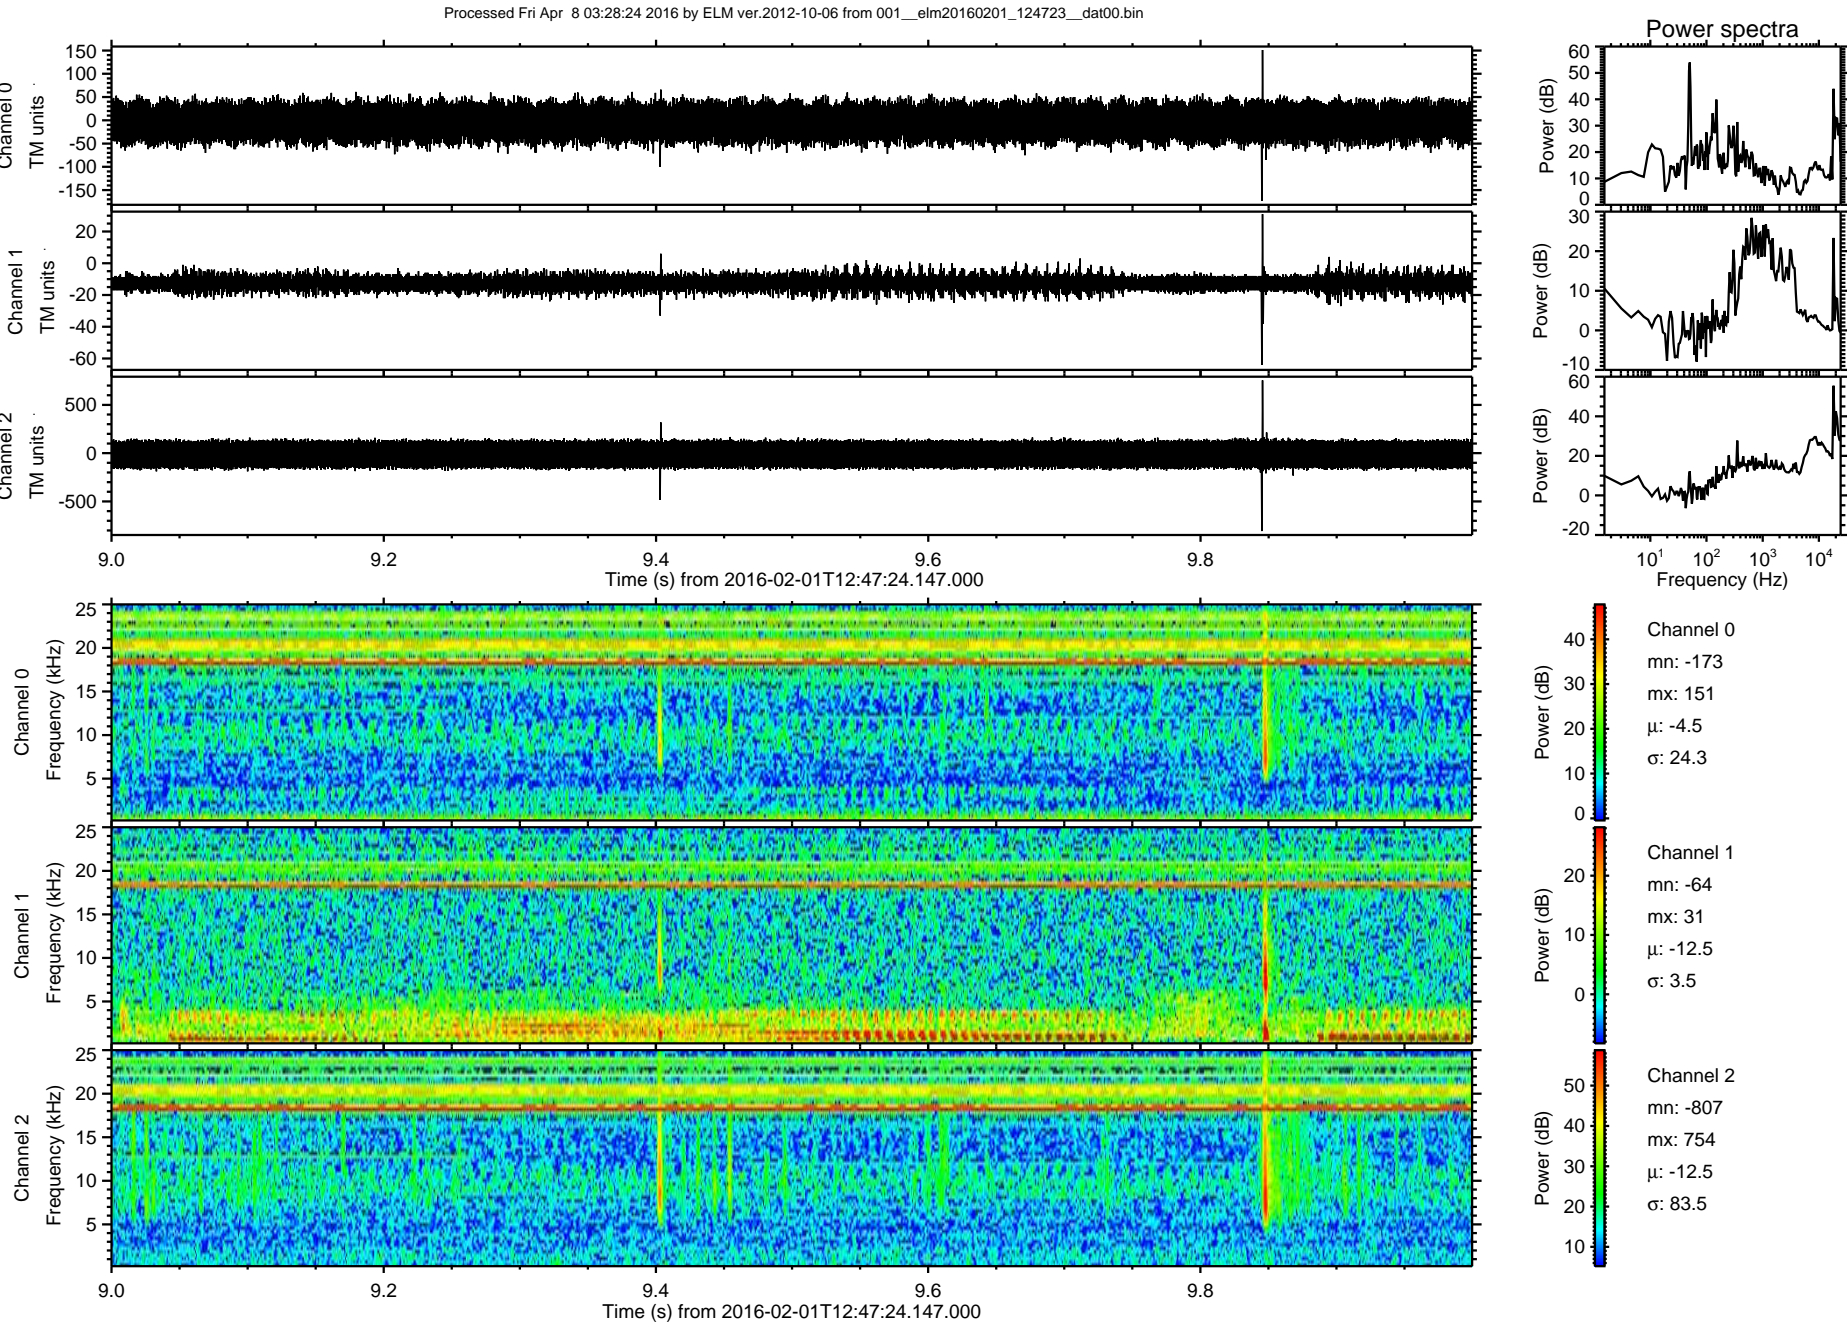 Processed Fri Apr 8 03:28:24 2016 by ELM ver.2012-10-06 from 001__elm20160201_124723__dat00.bin
Power spectra
Channel 0
TM units
150
100
50
0
-50
-100
-150
Power (dB)
60
50
40
30
20
10
0
Channel 1
TM units
20
0
-20
-40
-60
Power (dB)
30
20
10
0
-10
Channel 2
TM units
500
0
-500
Power (dB)
60
40
20
0
-20
9.0 9.2 9.4 9.6 9.8
Time (s) from 2016-02-01T12:47:24.147.000
10^1 10^2 10^3 10^4
Frequency (Hz)
Channel 0
Frequency (kHz)
25
20
15
10
5
Power (dB)
40
30
20
10
0
Channel 0
mn: -173
mx: 151
μ: -4.5
σ: 24.3
Channel 1
Frequency (kHz)
25
20
15
10
5
Power (dB)
20
10
0
Channel 1
mn: -64
mx: 31
μ: -12.5
σ: 3.5
Channel 2
Frequency (kHz)
25
20
15
10
5
Power (dB)
50
40
30
20
10
Channel 2
mn: -807
mx: 754
μ: -12.5
σ: 83.5
9.0 9.2 9.4 9.6 9.8
Time (s) from 2016-02-01T12:47:24.147.000